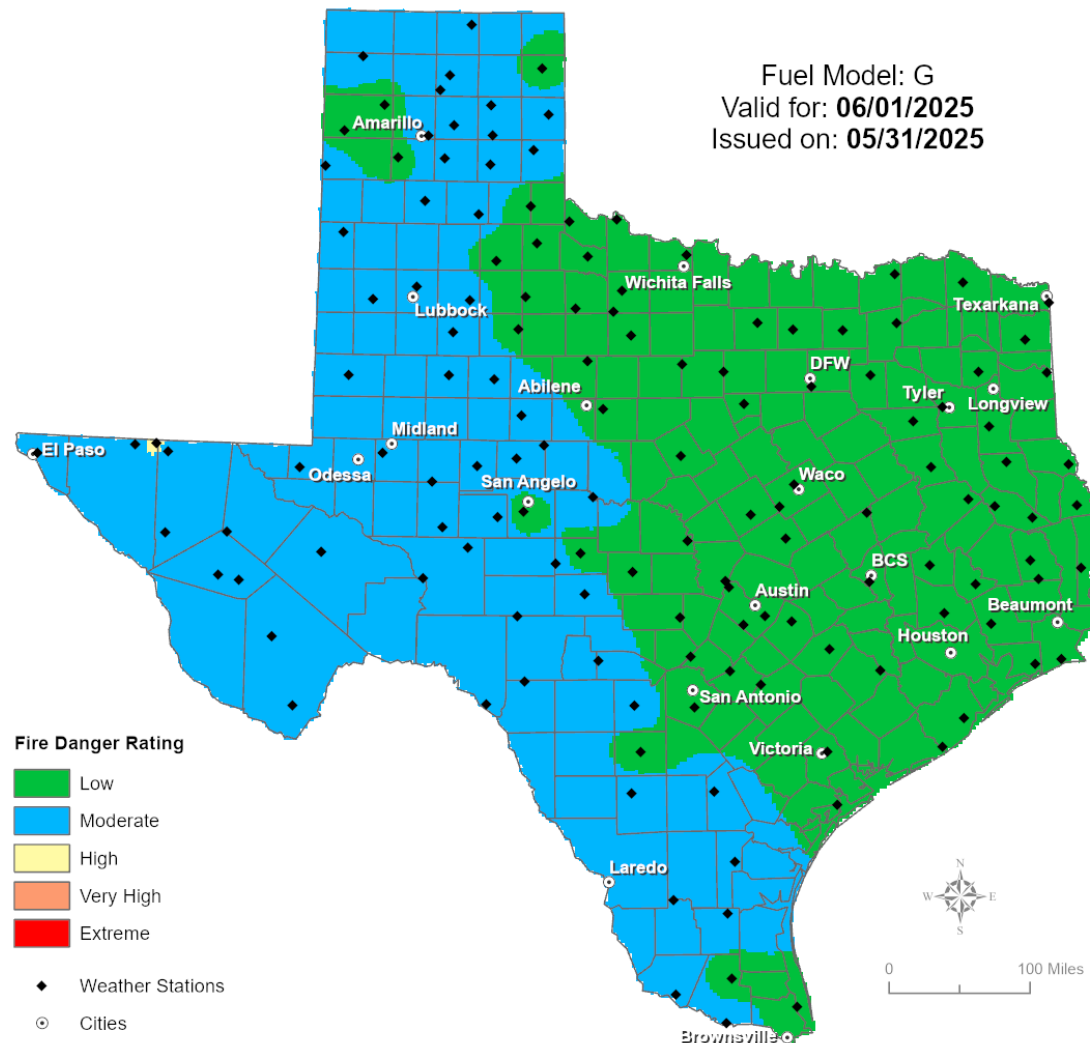 Fuel Model: G
Valid for: 06/01/2025
Issued on: 05/31/2025
Amarillo
Wichita Falls
Lubbock
Texarkana
DFW
Abilene
Tyler
Longview
Midland
El Paso
Odessa
San Angelo
Waco
BCS
Austin
Beaumont
Houston
San Antonio
Victoria
Laredo
Brownsville
Fire Danger Rating
Low
Moderate
High
Very High
Extreme
Weather Stations
Cities
N
W E
S
0 100 Miles